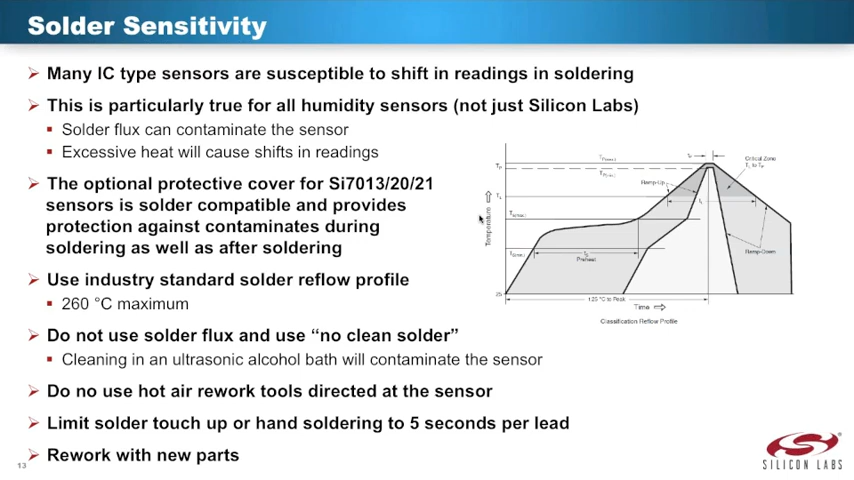 Solder Sensitivity
➢ Many IC type sensors are susceptible to shift in readings in soldering
➢ This is particularly true for all humidity sensors (not just Silicon Labs)
▪ Solder flux can contaminate the sensor
▪ Excessive heat will cause shifts in readings
➢ The optional protective cover for Si7013/20/21
sensors is solder compatible and provides
protection against contaminates during
soldering as well as after soldering
➢ Use industry standard solder reflow profile
▪ 260 °C maximum
➢ Do not use solder flux and use “no clean solder”
▪ Cleaning in an ultrasonic alcohol bath will contaminate the sensor
➢ Do no use hot air rework tools directed at the sensor
➢ Limit solder touch up or hand soldering to 5 seconds per lead
➢ Rework with new parts
13
Critical Zone
Ramp-Up
Temperature
Preheat
Ramp-Down
25
t 25 °C to Peak
Time
Classification Reflow Profile
SILICON LABS